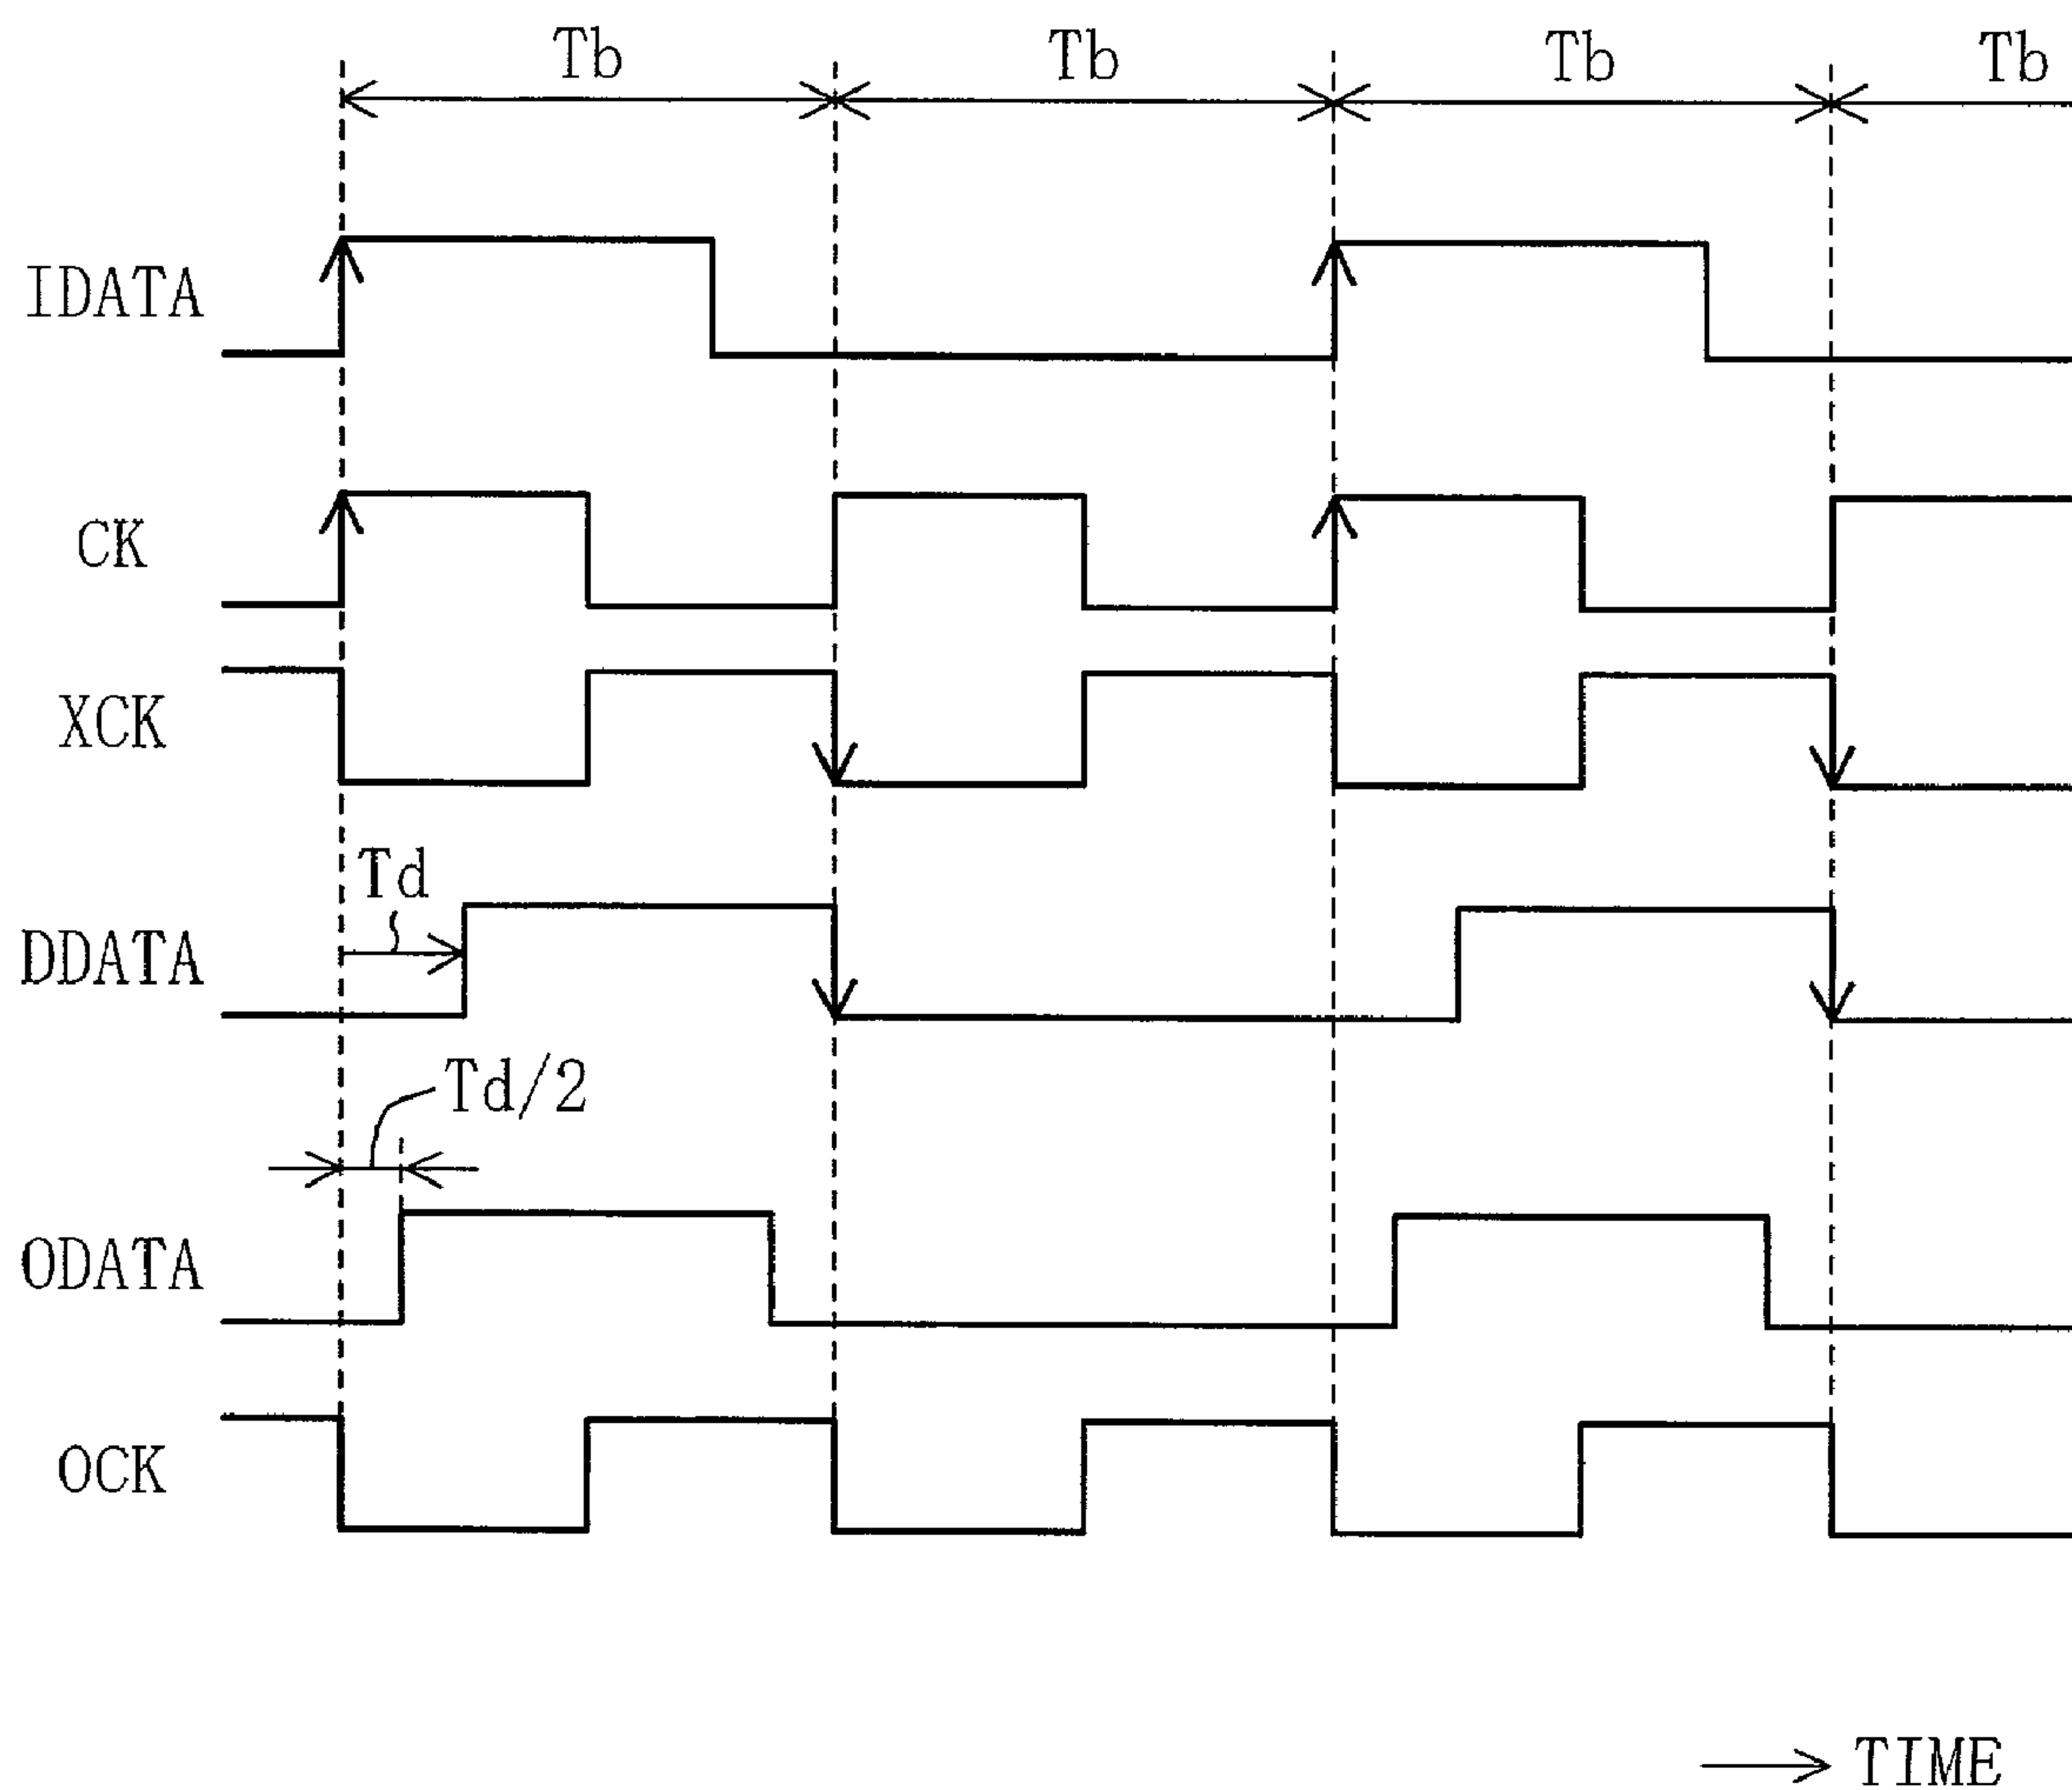 Tb Tb Tb Tb
IDATA
CK
XCK
Td
DDATA
Td/2
ODATA
OCK
TIME